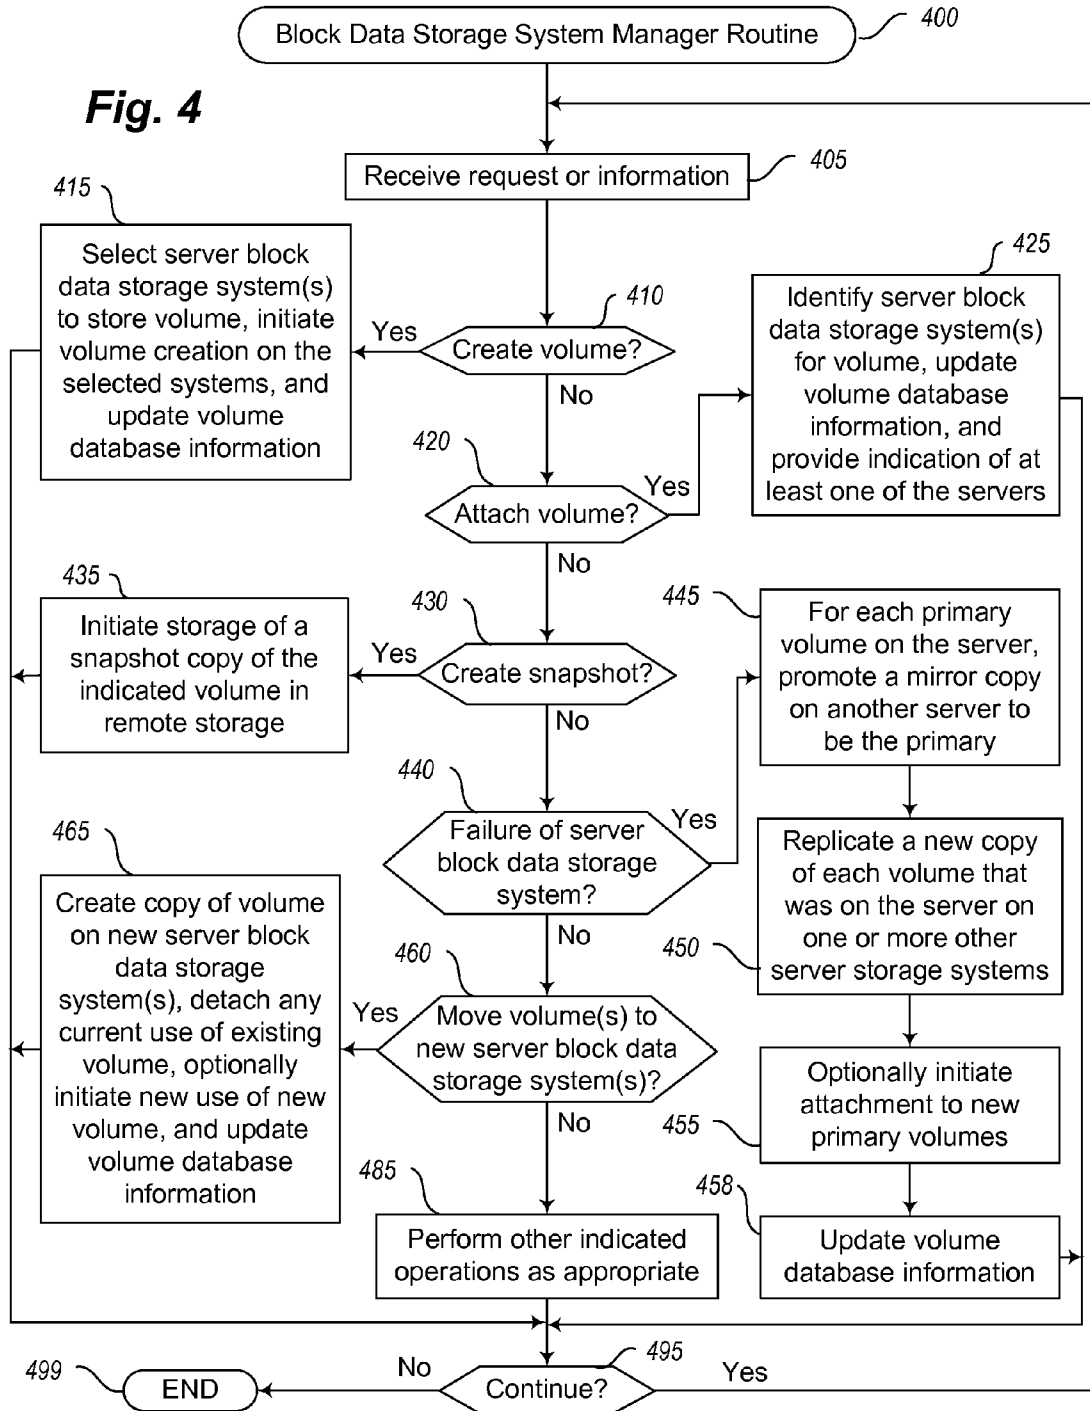 Block Data Storage System Manager Routine
400
Fig. 4
Receive request or information
405
415
Select server block
data storage system(s)
to store volume, initiate
volume creation on the
selected systems, and
update volume
database information
410
Create volume?
Yes
No
425
Identify server block
data storage system(s)
for volume, update
volume database
information, and
provide indication of at
least one of the servers
420
Attach volume?
Yes
No
435
Initiate storage of a
snapshot copy of the
indicated volume in
remote storage
430
Create snapshot?
Yes
No
445
For each primary
volume on the server,
promote a mirror copy
on another server to
be the primary
440
Failure of server
block data storage
system?
Yes
No
450
Replicate a new copy
of each volume that
was on the server on
one or more other
server storage systems
465
Create copy of volume
on new server block
data storage
system(s), detach any
current use of existing
volume, optionally
initiate new use of new
volume, and update
volume database
information
460
Move volume(s) to
new server block data
storage system(s)?
Yes
No
455
Optionally initiate
attachment to new
primary volumes
458
Update volume
database information
485
Perform other indicated
operations as appropriate
495
Continue?
No
Yes
499
END